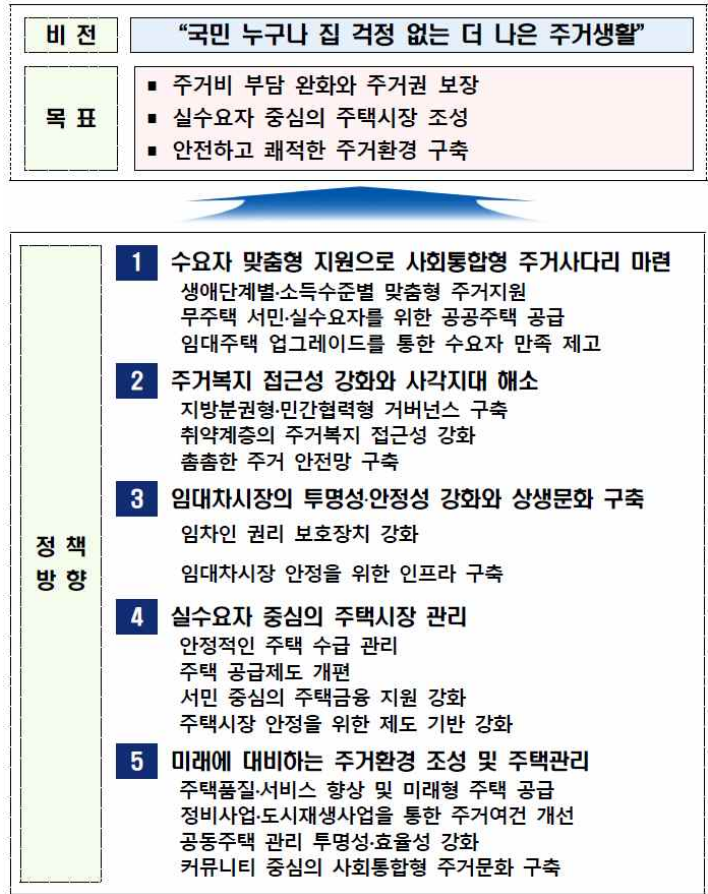 비 전
“국민 누구나 집 걱정 없는 더 나은 주거생활”
목 표
▪ 주거비 부담 완화와 주거권 보장
▪ 실수요자 중심의 주택시장 조성
▪ 안전하고 쾌적한 주거환경 구축
정 책
방 향
1 수요자 맞춤형 지원으로 사회통합형 주거사다리 마련
생애단계별·소득수준별 맞춤형 주거지원
무주택 서민·실수요자를 위한 공공주택 공급
임대주택 업그레이드를 통한 수요자 만족 제고
2 주거복지 접근성 강화와 사각지대 해소
지방분권형·민간협력형 거버넌스 구축
취약계층의 주거복지 접근성 강화
촘촘한 주거 안전망 구축
3 임대차시장의 투명성·안정성 강화와 상생문화 구축
임차인 권리 보호장치 강화
임대차시장 안정을 위한 인프라 구축
4 실수요자 중심의 주택시장 관리
안정적인 주택 수급 관리
주택 공급제도 개편
서민 중심의 주택금융 지원 강화
주택시장 안정을 위한 제도 기반 강화
5 미래에 대비하는 주거환경 조성 및 주택관리
주택품질·서비스 향상 및 미래형 주택 공급
정비사업·도시재생사업을 통한 주거여건 개선
공동주택 관리 투명성·효율성 강화
커뮤니티 중심의 사회통합형 주거문화 구축